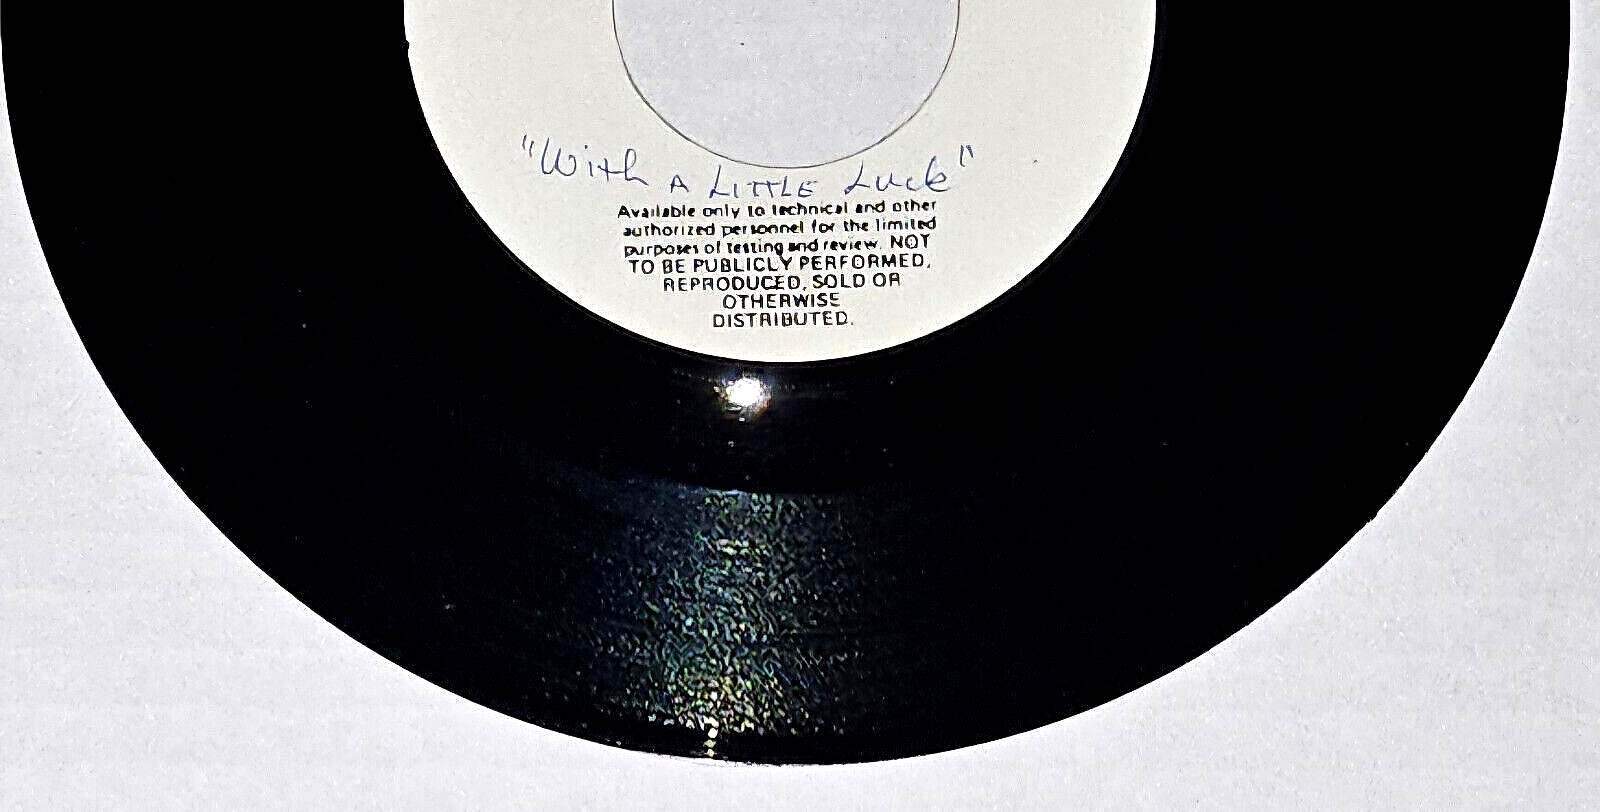 "With A LITTLE Luck"
Available only to technical and other
authorized personnel for the limited
purposes of testing and review. NOT
TO BE PUBLICLY PERFORMED,
REPRODUCED, SOLD OR
OTHERWISE
DISTRIBUTED.